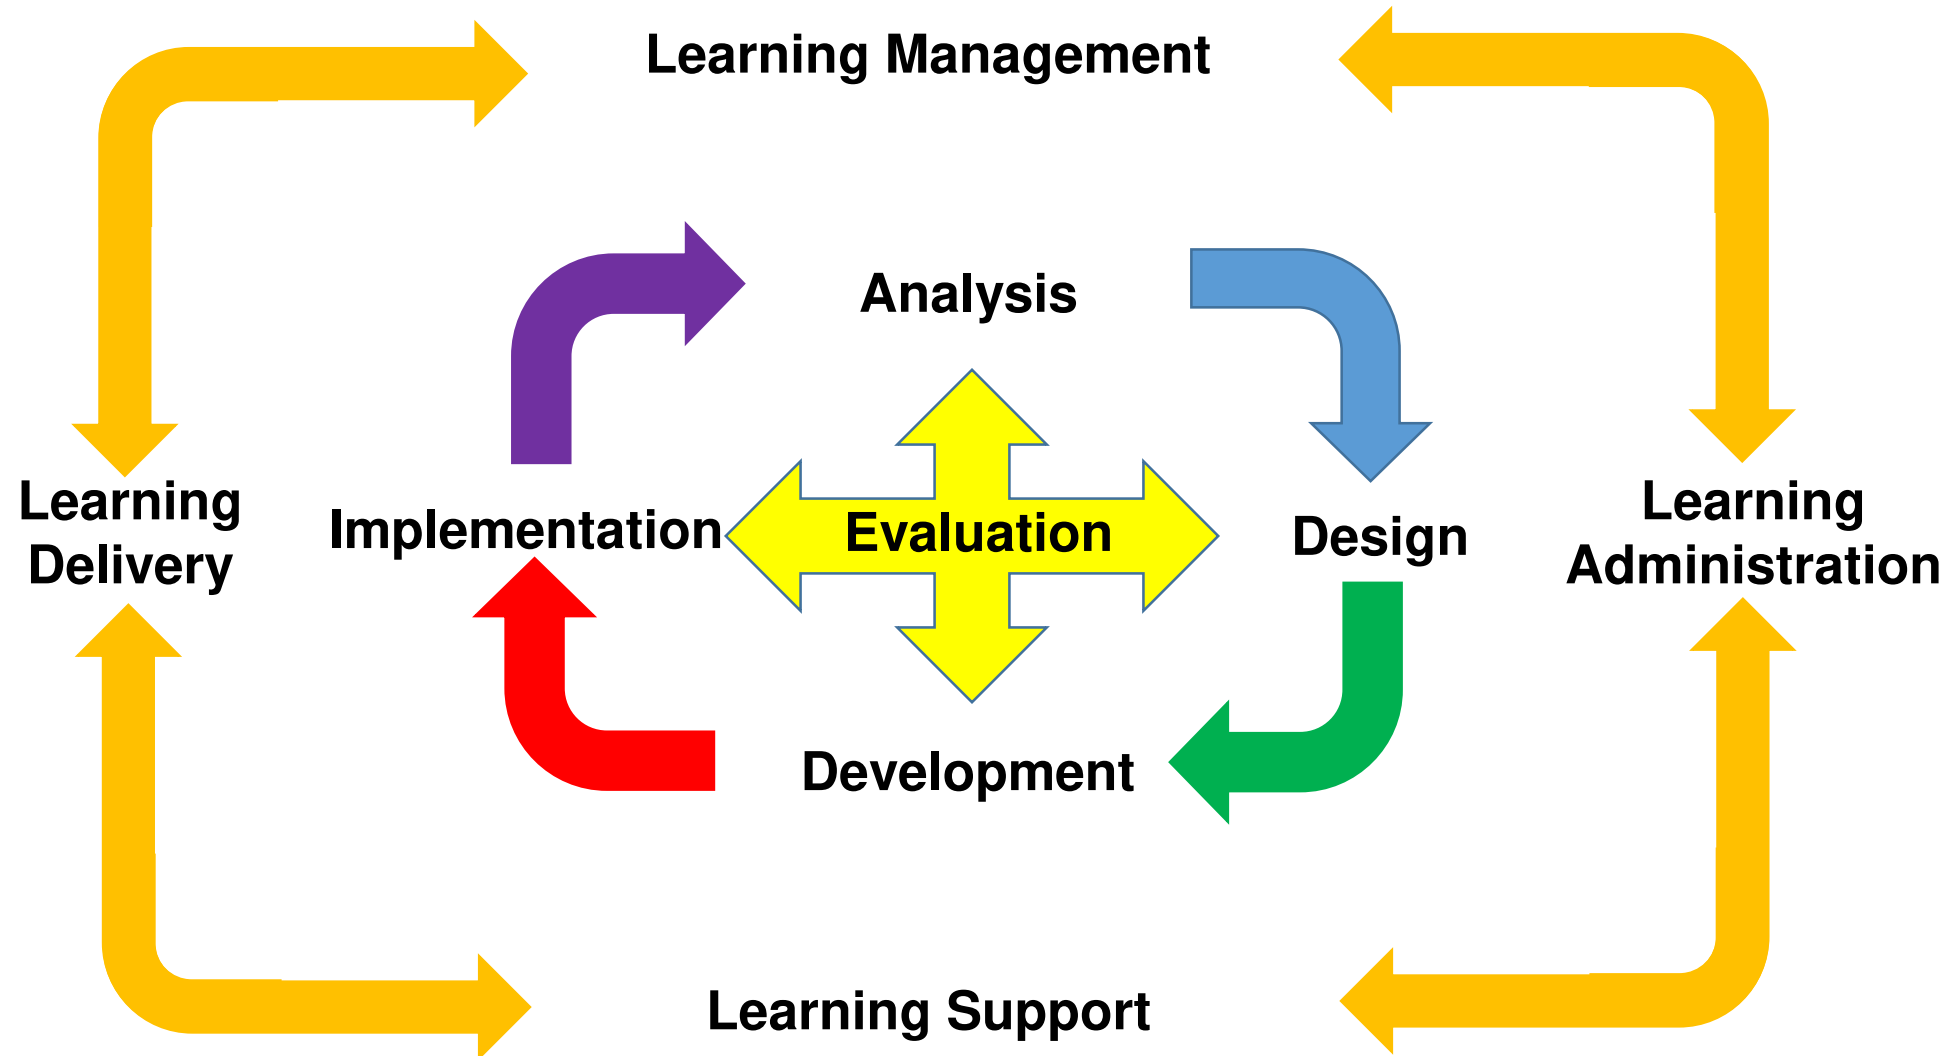 Learning Management
Analysis
Learning
Delivery
Implementation
Evaluation
Design
Learning
Administration
Development
Learning Support